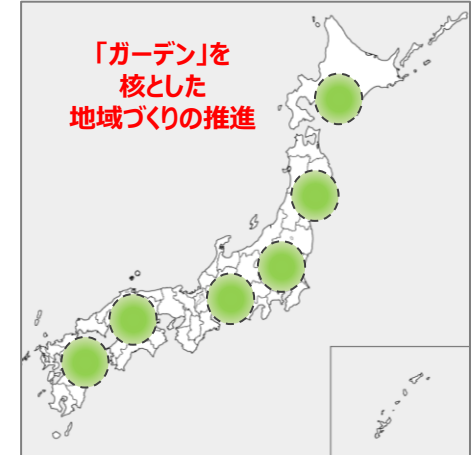 「ガーデン」を
核とした
地域づくりの推進